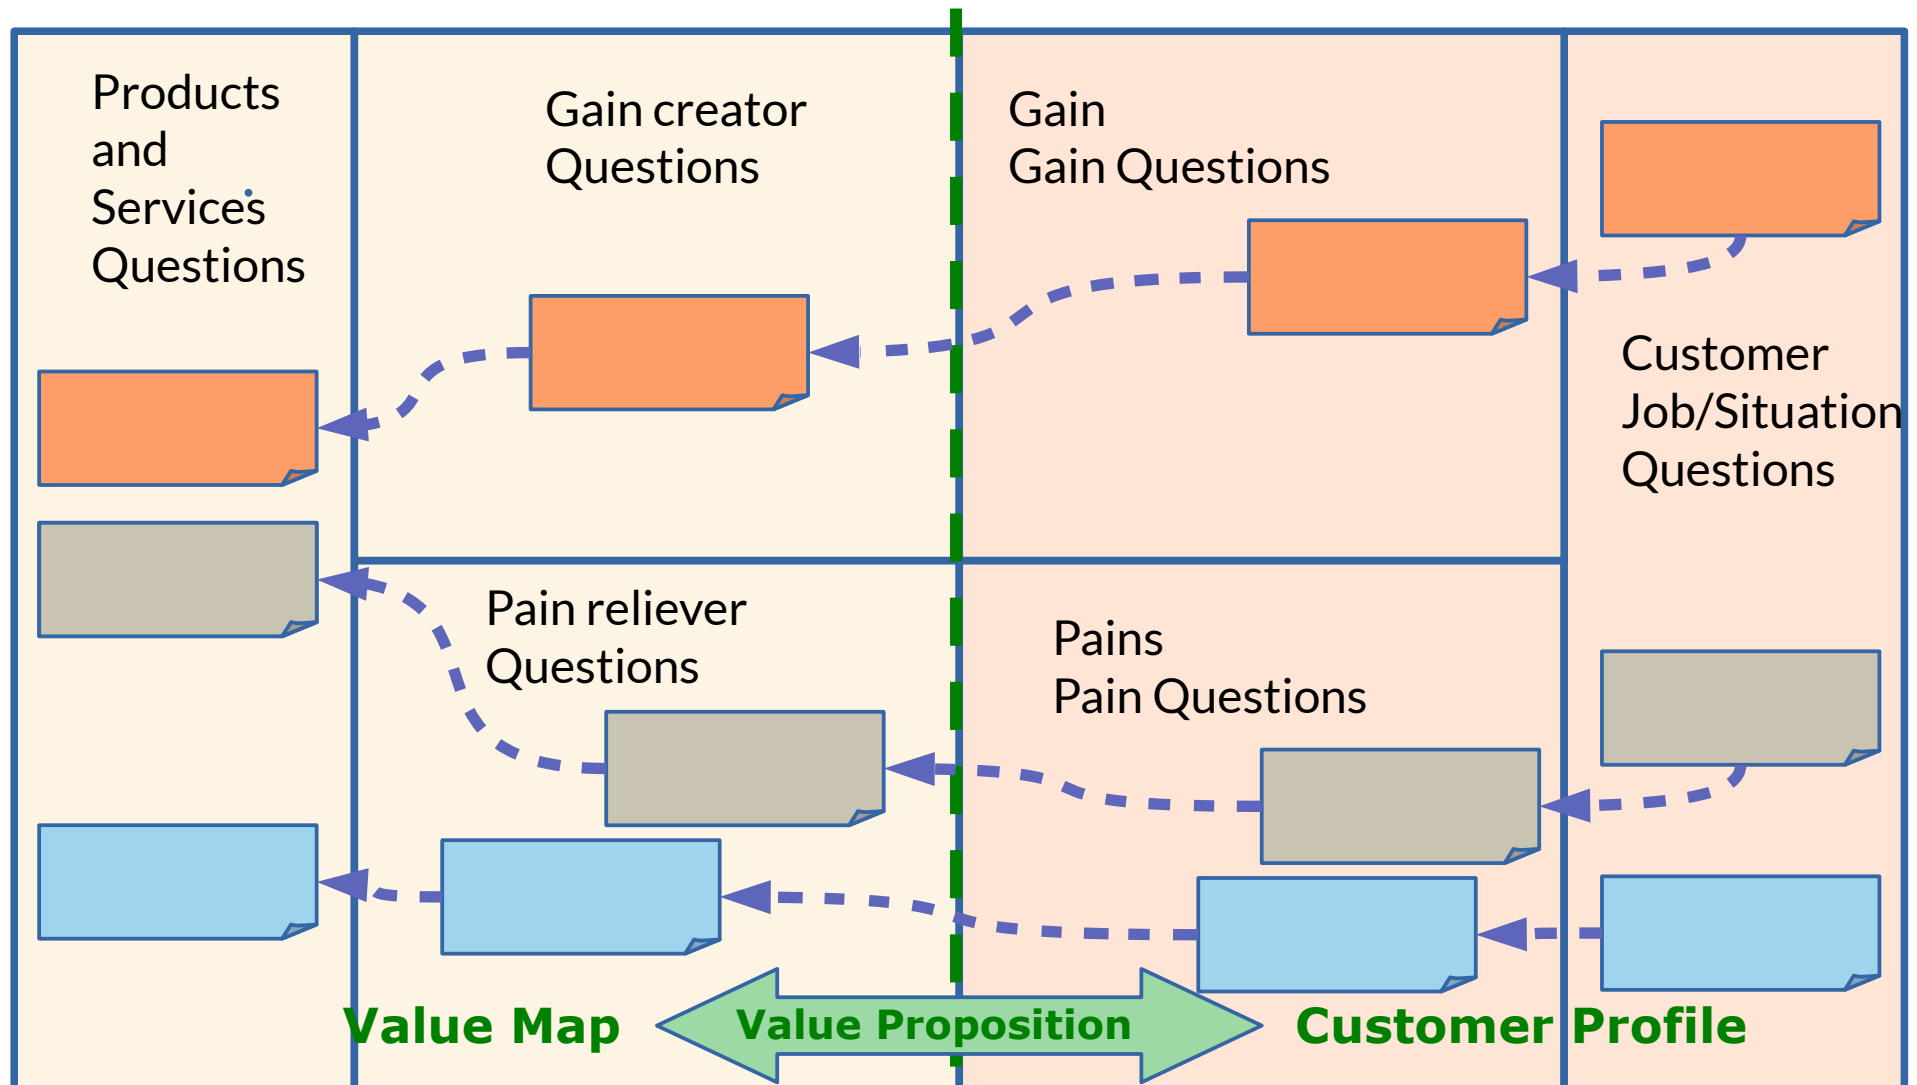 Products
and
Services
Questions
Gain creator
Questions
Gain
Gain Questions
Customer
Job/Situation
Questions
Pain reliever
Questions
Pains
Pain Questions
Value Map
Value Proposition
Customer Profile